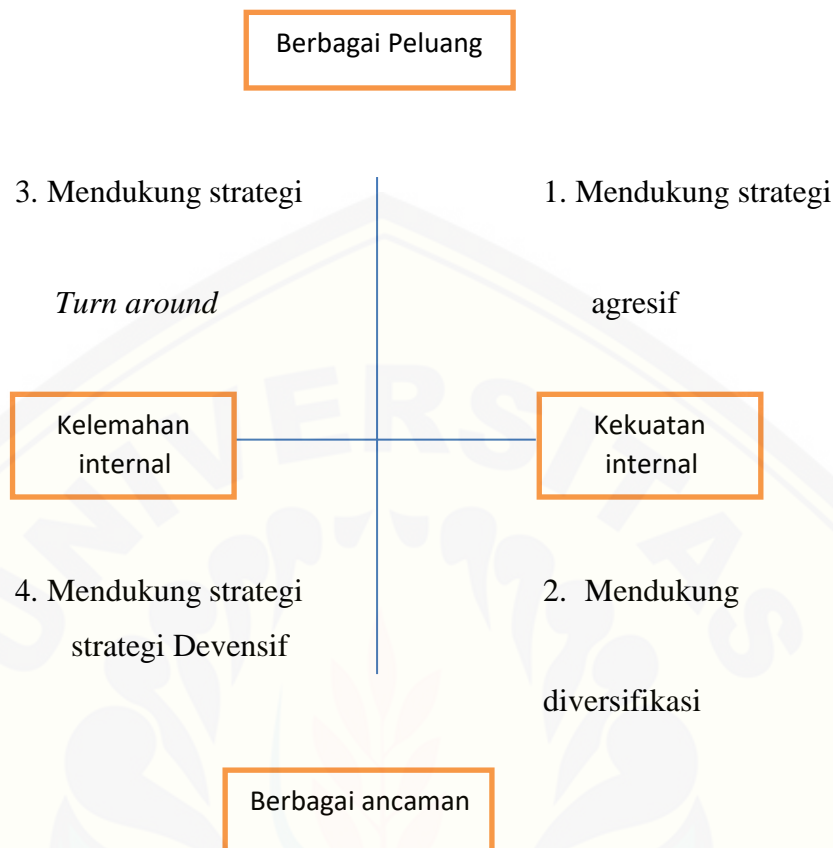 Berbagai Peluang
3. Mendukung strategi
Turn around
1. Mendukung strategi
agresif
Kelemahan
internal
Kekuatan
internal
4. Mendukung strategi
strategi Devensif
2. Mendukung
diversifikasi
Berbagai ancaman
UNIVERSITAS